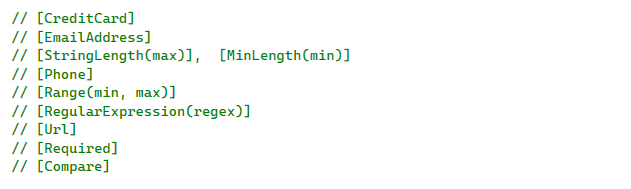 // [CreditCard]
// [EmailAddress]
// [StringLength(max)],  [MinLength(min)]
// [Phone]
// [Range(min, max)]
// [RegularExpression(regex)]
// [Url]
// [Required]
// [Compare]